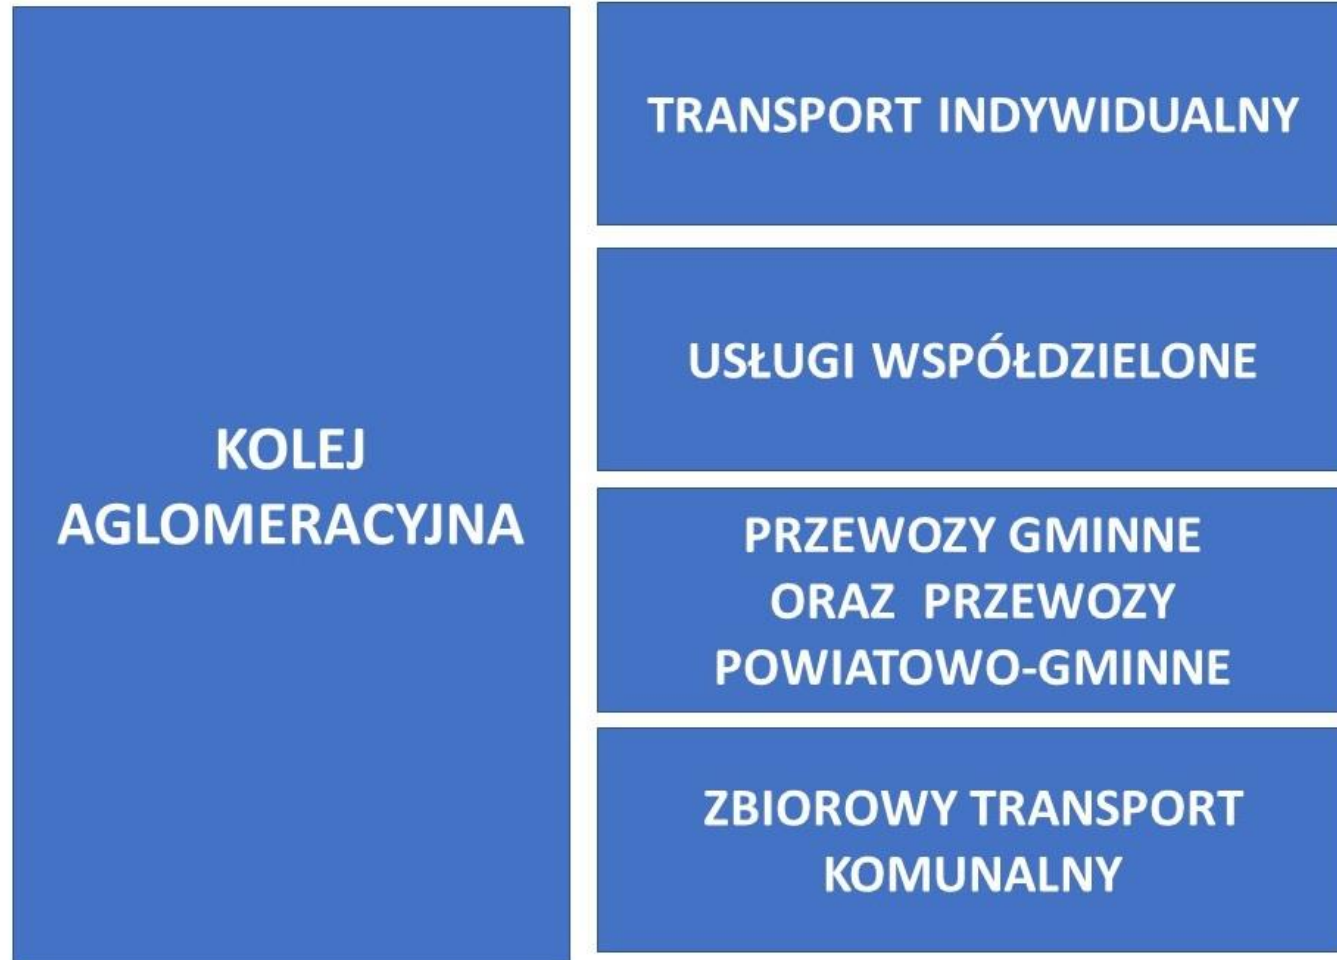 KOLEJ
AGLOMERACYJNA
TRANSPORT INDYWIDUALNY
USŁUGI WSPÓŁDZIELONE
PRZEWOZY GMINNE
ORAZ PRZEWOZY
POWIATOWO-GMINNE
ZBIOROWY TRANSPORT
KOMUNALNY